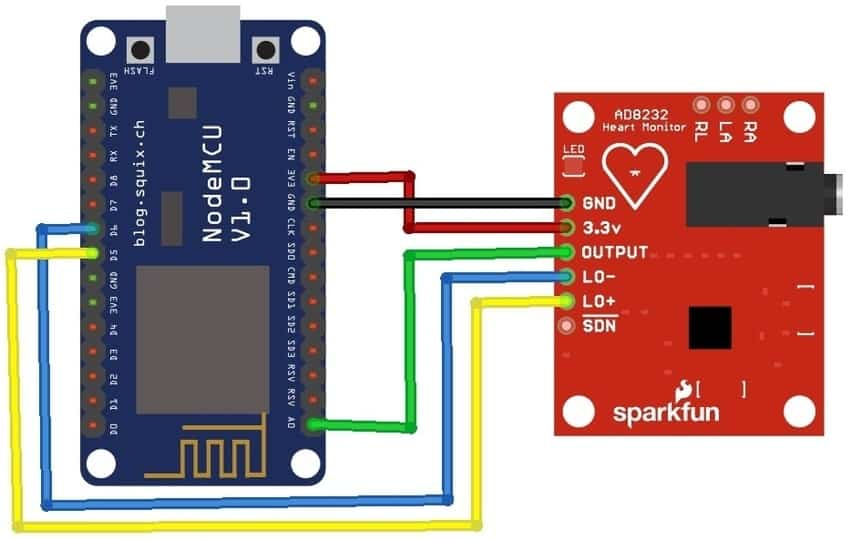 FLASH
RST
3V3
GND
TX
RX
D8
D7
D6
D5
GND
3V3
D4
D3
D2
D1
D0
blog.squix.ch
NodeMCU
V1.0
Vin
GND
RST
EN
3V3
GND
CLK
SD0
CMD
SD1
SD2
SD3
RSV
RSV
A0
AD8232
Heart Monitor
RL
LA
RA
LED
GND
3.3v
OUTPUT
LO-
LO+
SDN
sparkfun